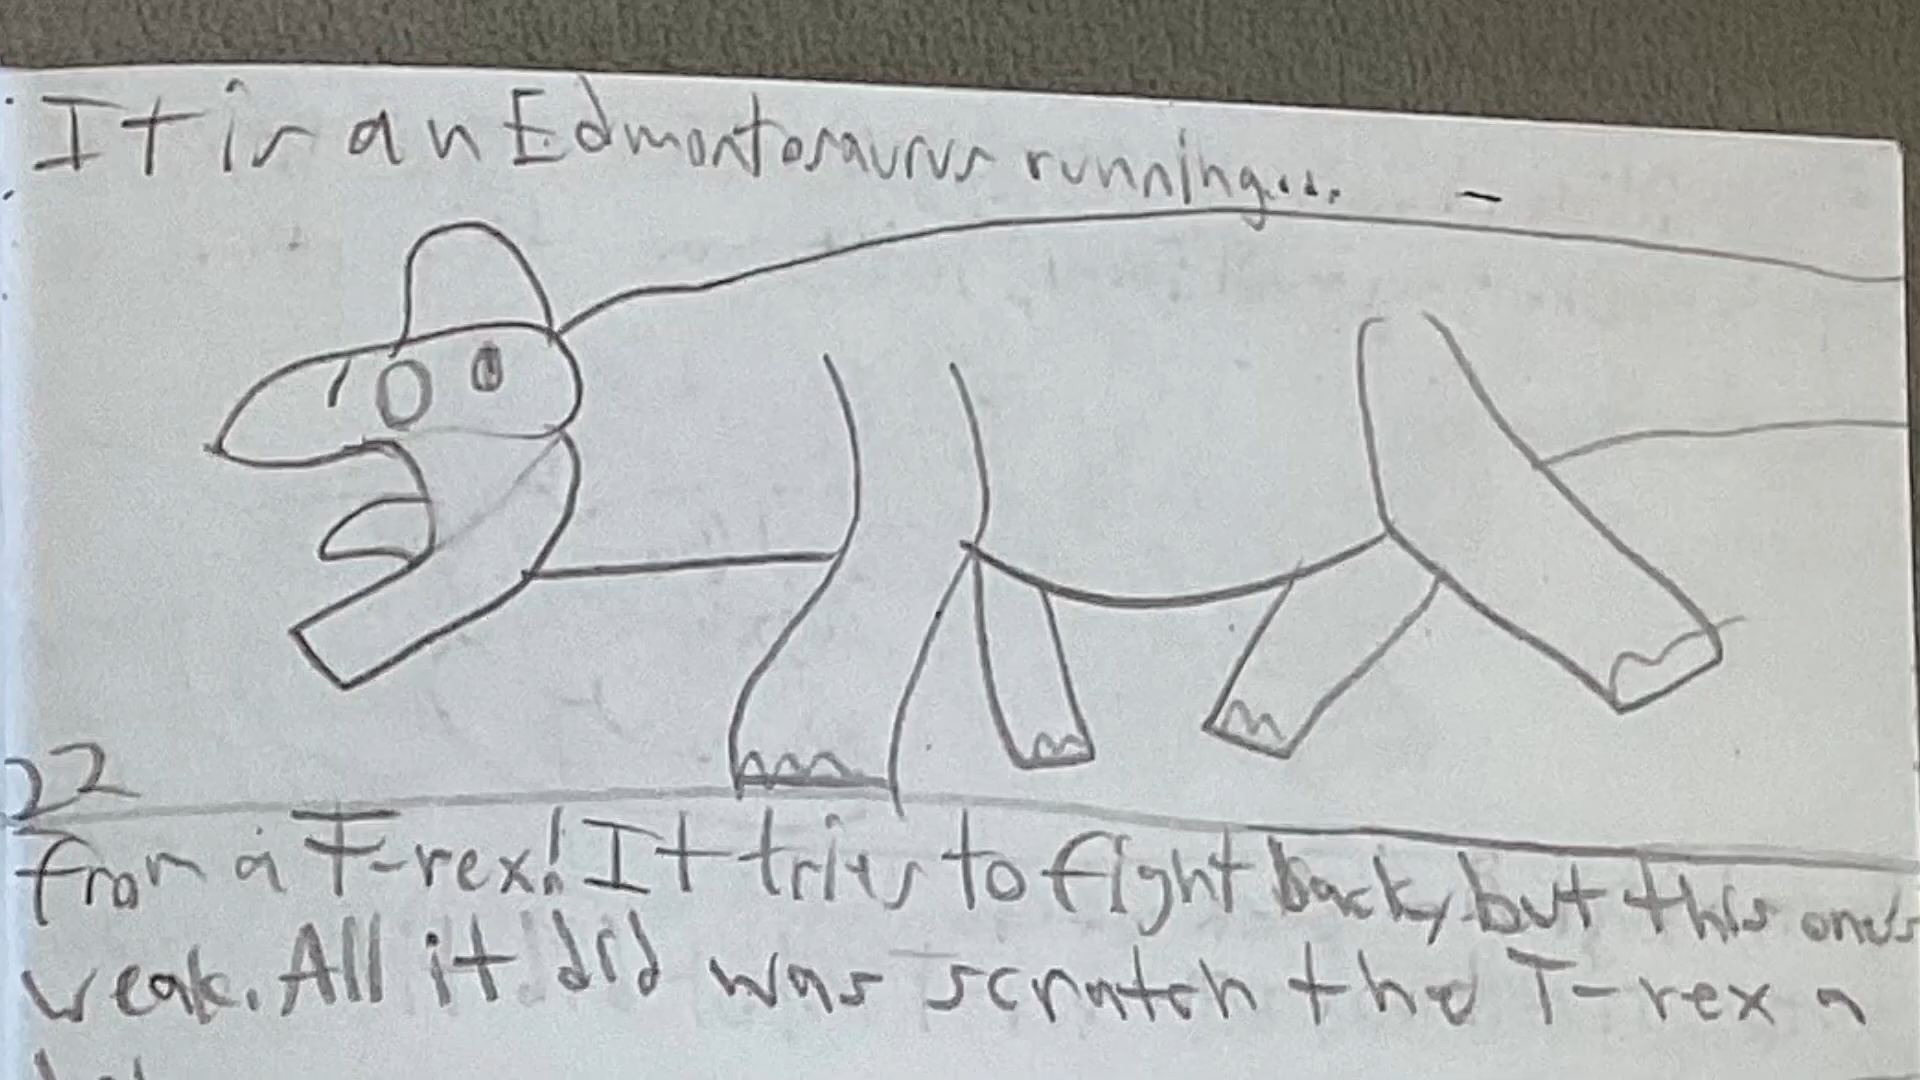 It is an Edmontosaurus running...
22
from a T-rex! It tries to fight back, but this one's
weak. All it did was scratch the T-rex a